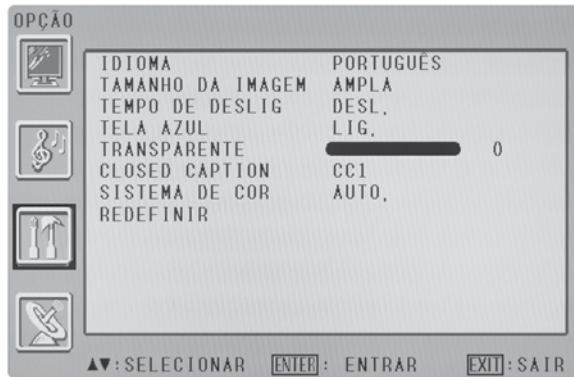 OPÇÃO
IDIOMA PORTUGUÊS
TAMANHO DA IMAGEM AMPLA
TEMPO DE DESLIG DESL.
TELA AZUL LIG.
TRANSPARENTE 0
CLOSED CAPTION CC1
SISTEMA DE COR AUTO.
REDEFINIR
▲▼:SELECIONAR ENTER: ENTRAR EXIT:SAIR